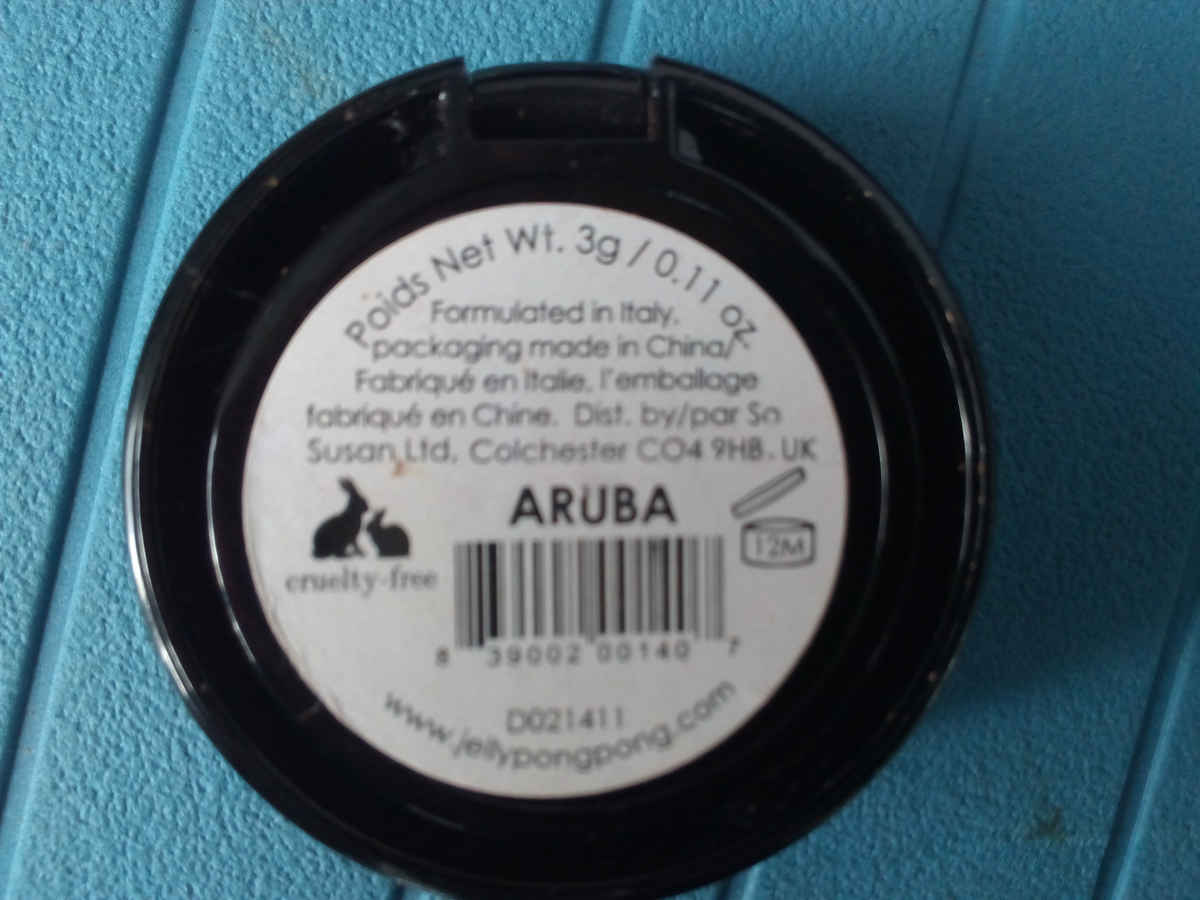 Poids Net Wt. 3g / 0.11 oz.
Formulated in Italy,
packaging made in China/
Fabriqué en Italie, l'emballage
fabriqué en Chine. Dist. by/par So
Susan Ltd, Colchester CO4 9HB, UK
ARUBA
12M
cruelty-free
8 39002 00140 7
D021411
www.jellypongpong.com